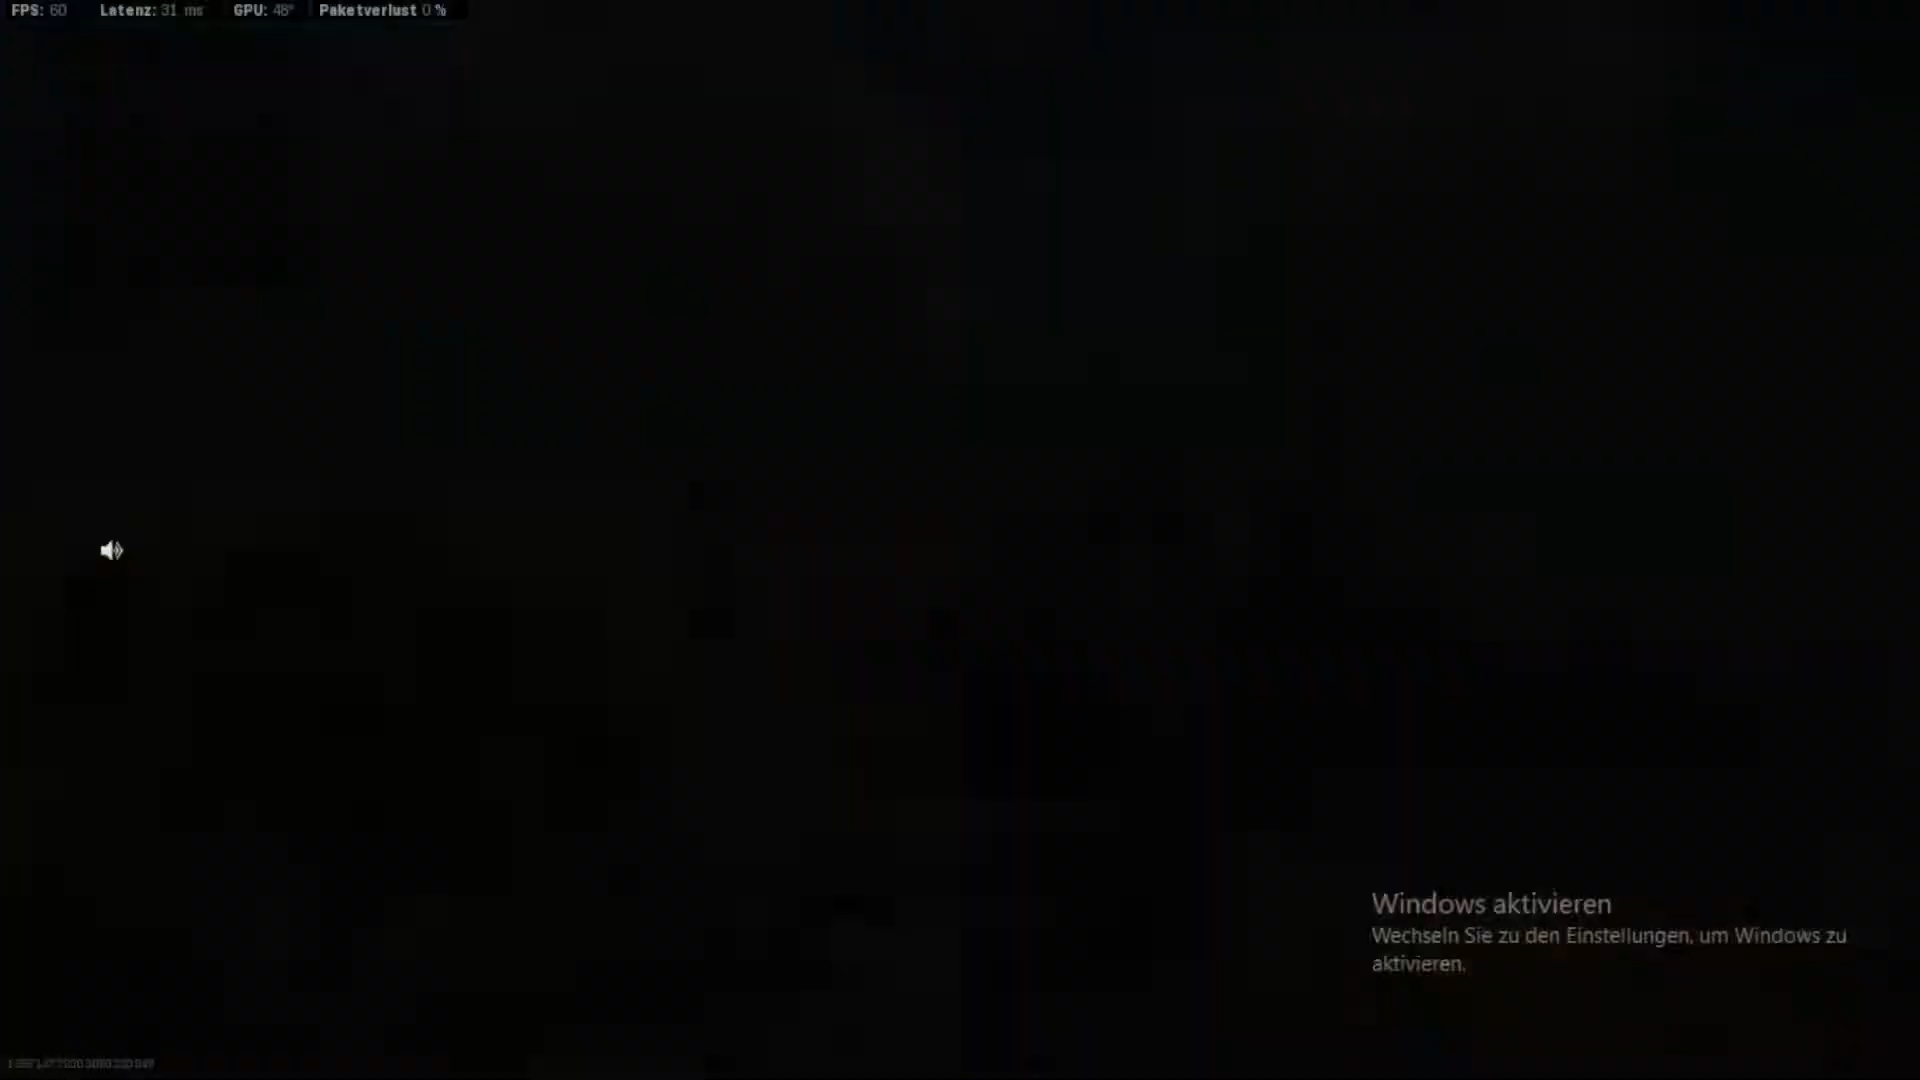 FPS: 60 Latenz: 31 ms GPU: 48° Paketverlust 0 %
Windows aktivieren
Wechseln Sie zu den Einstellungen, um Windows zu
aktivieren.